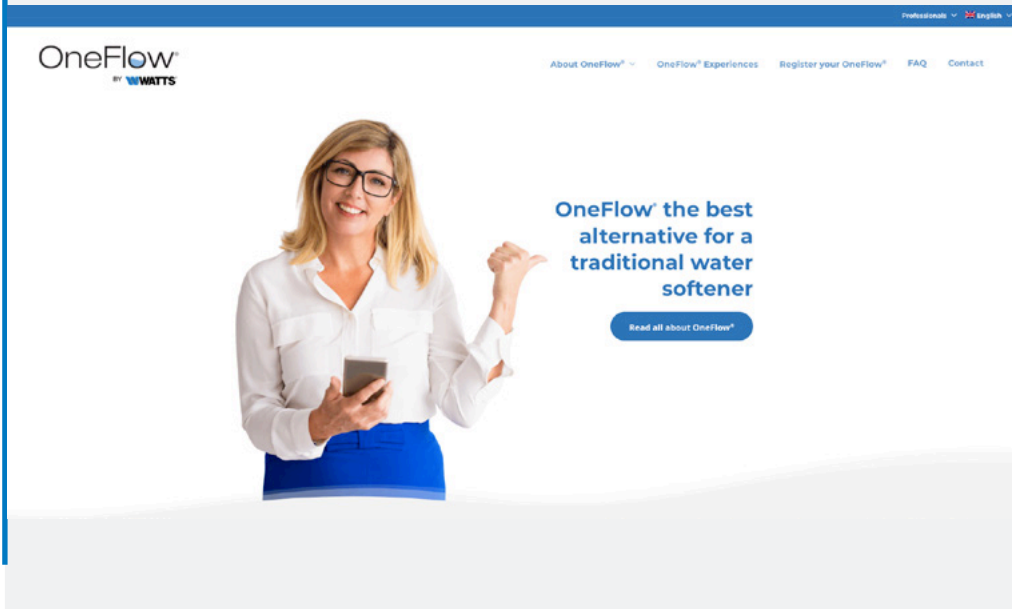 Professionals English
OneFlow®
BY WATTS®
About OneFlow® OneFlow® Experiences Register your OneFlow® FAQ Contact
OneFlow® the best
alternative for a
traditional water
softener
Read all about OneFlow®